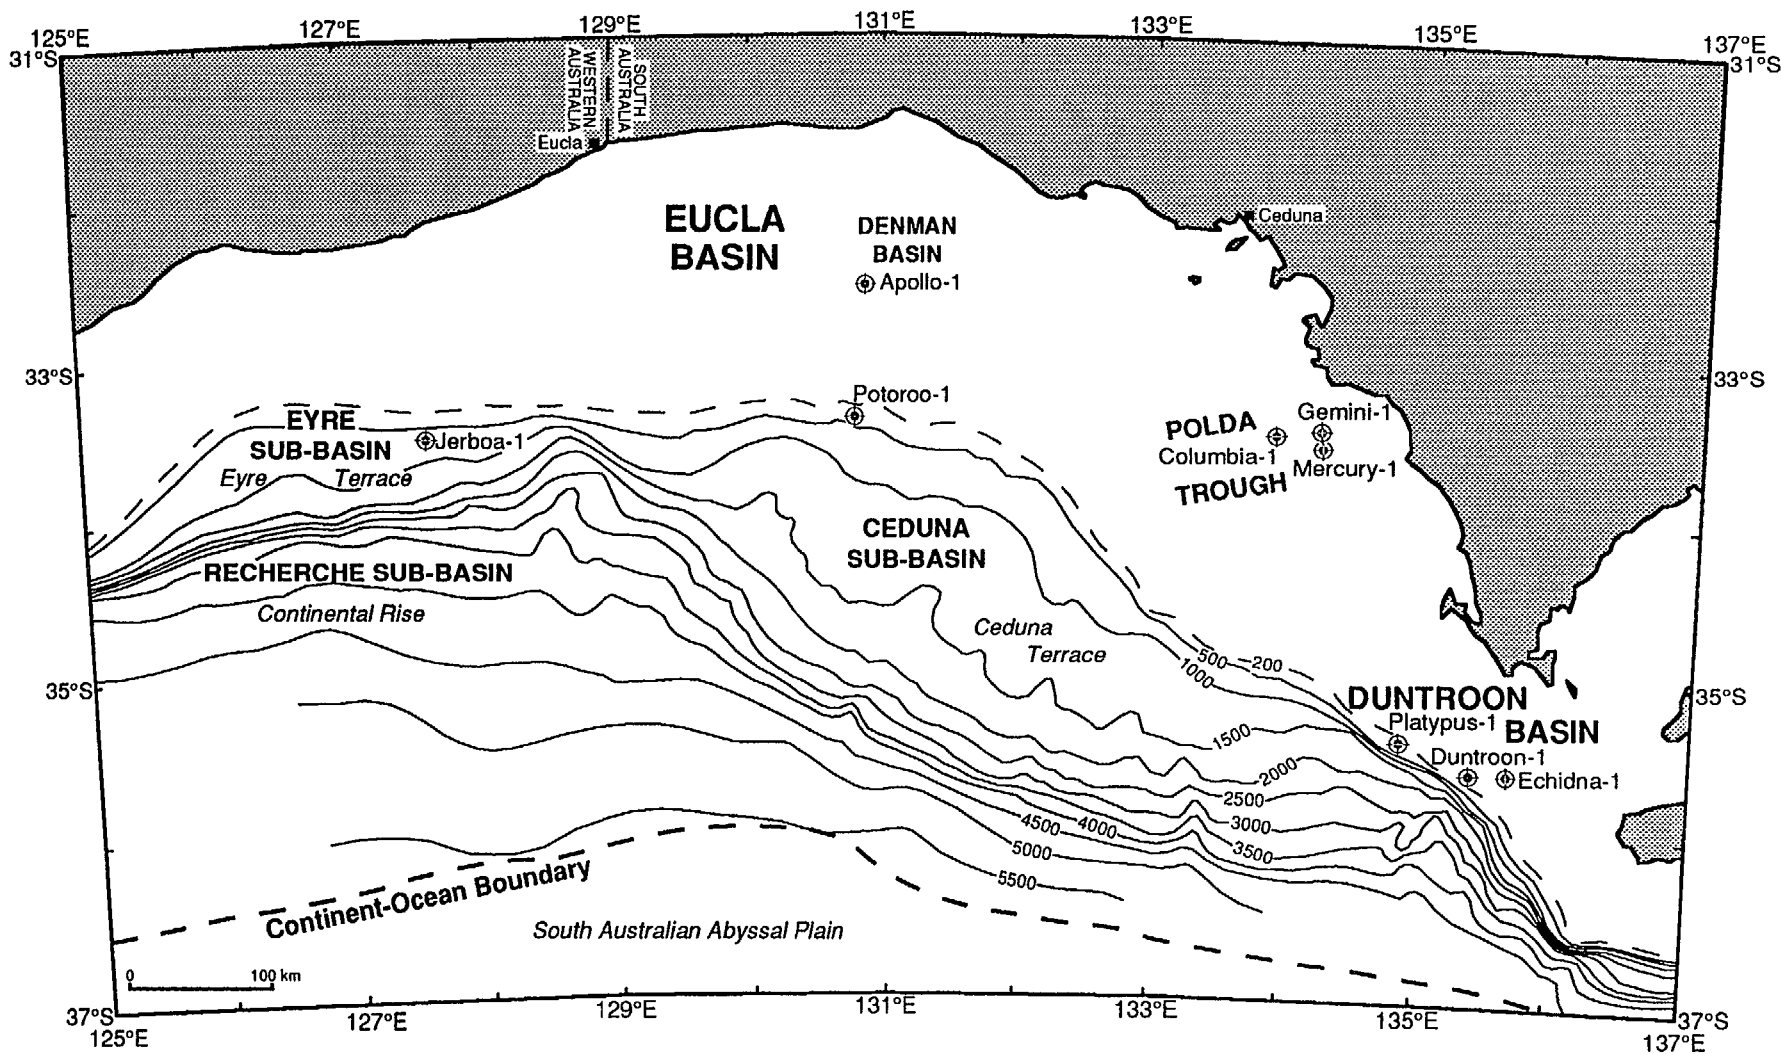 125°E
127°E
129°E
131°E
133°E
135°E
137°E
31°S
31°S
WESTERN
AUSTRALIA
SOUTH
AUSTRALIA
Eucla
EUCLA
BASIN
DENMAN
BASIN
Apollo-1
Ceduna
33°S
33°S
Potoroo-1
EYRE
SUB-BASIN
Jerboa-1
Eyre Terrace
POLDA
TROUGH
Gemini-1
Columbia-1
Mercury-1
CEDUNA
SUB-BASIN
RECHERCHE SUB-BASIN
Continental Rise
Ceduna
Terrace
500
200
1000
35°S
35°S
DUNTROON
BASIN
Platypus-1
Duntroon-1
Echidna-1
1500
2000
2500
3000
3500
4000
4500
5000
5500
Continent-Ocean Boundary
South Australian Abyssal Plain
0
100 km
37°S
37°S
125°E
127°E
129°E
131°E
133°E
135°E
137°E